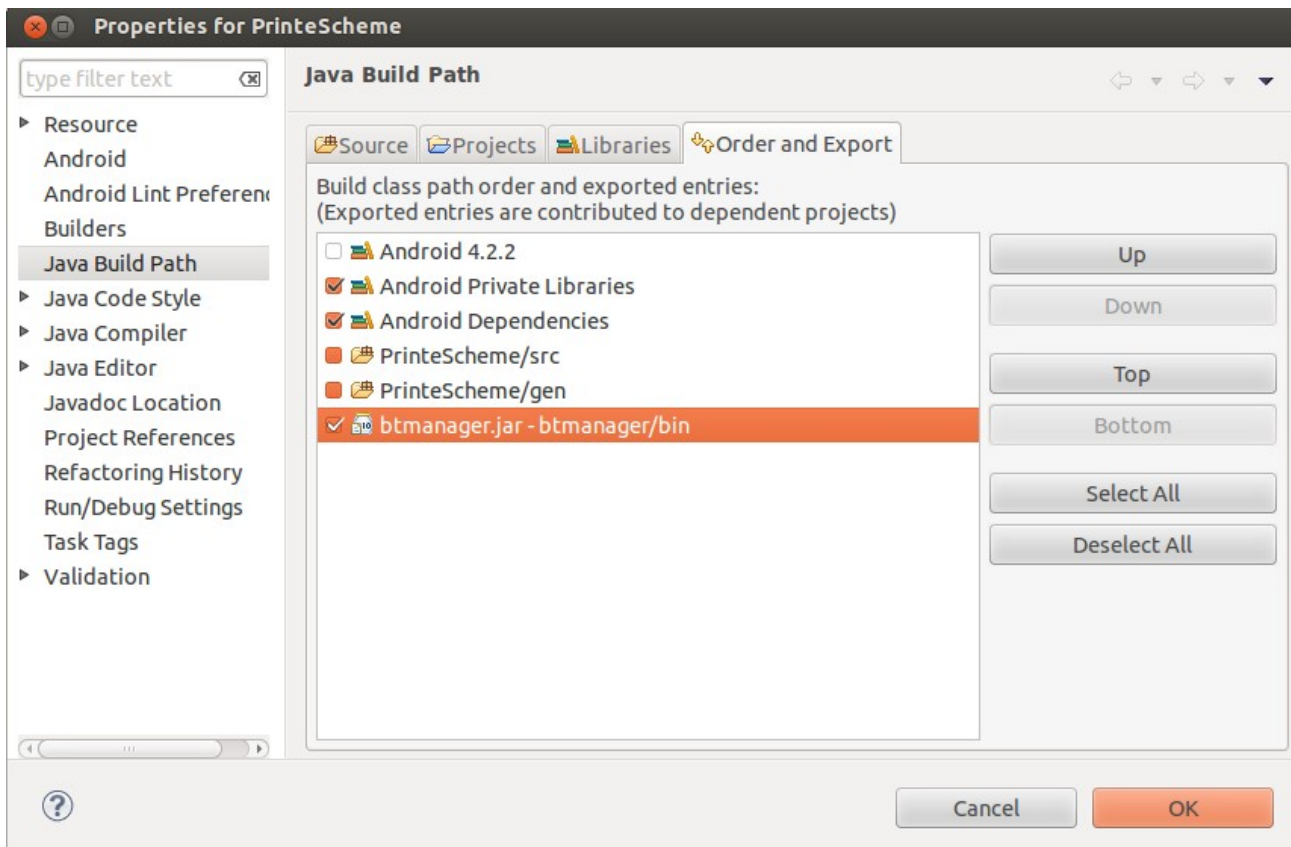 Properties for PrinteScheme
type filter text
Java Build Path
Resource
Android
Android Lint Preferenc
Builders
Java Build Path
Java Code Style
Java Compiler
Java Editor
Javadoc Location
Project References
Refactoring History
Run/Debug Settings
Task Tags
Validation
Source
Projects
Libraries
Order and Export
Build class path order and exported entries:
(Exported entries are contributed to dependent projects)
Android 4.2.2
Android Private Libraries
Android Dependencies
PrinteScheme/src
PrinteScheme/gen
btmanager.jar - btmanager/bin
Up
Down
Top
Bottom
Select All
Deselect All
?
Cancel
OK